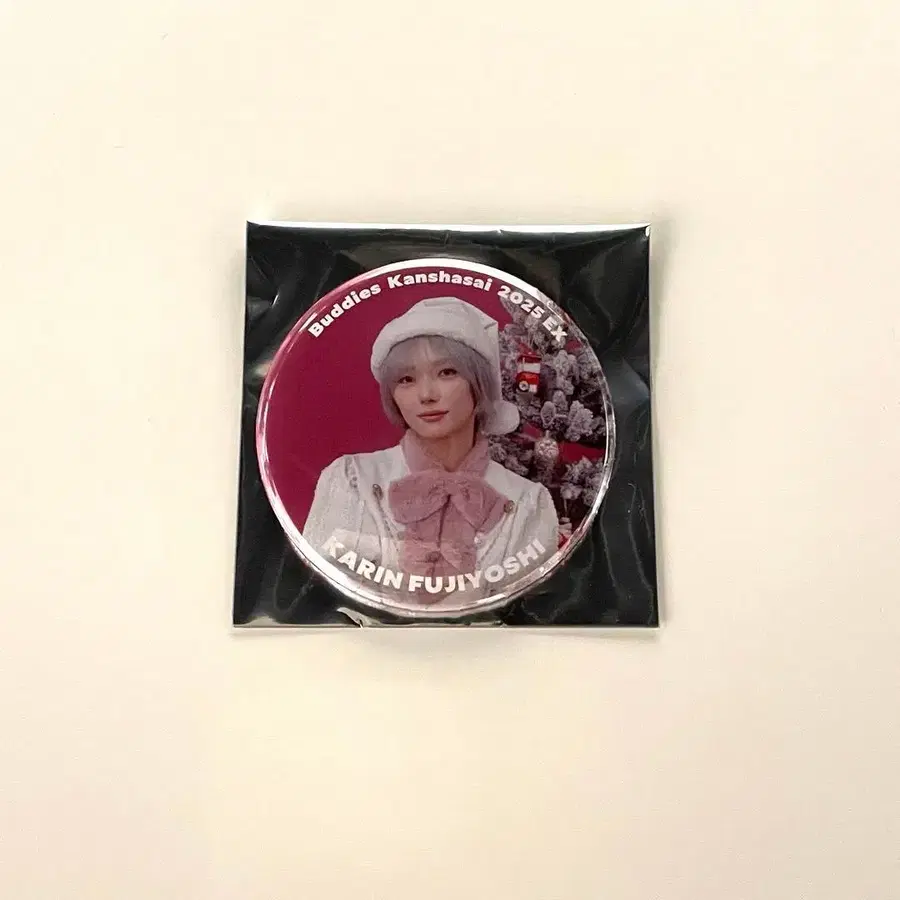 Buddies Kanshasai 2025 EX
KARIN FUJIYOSHI